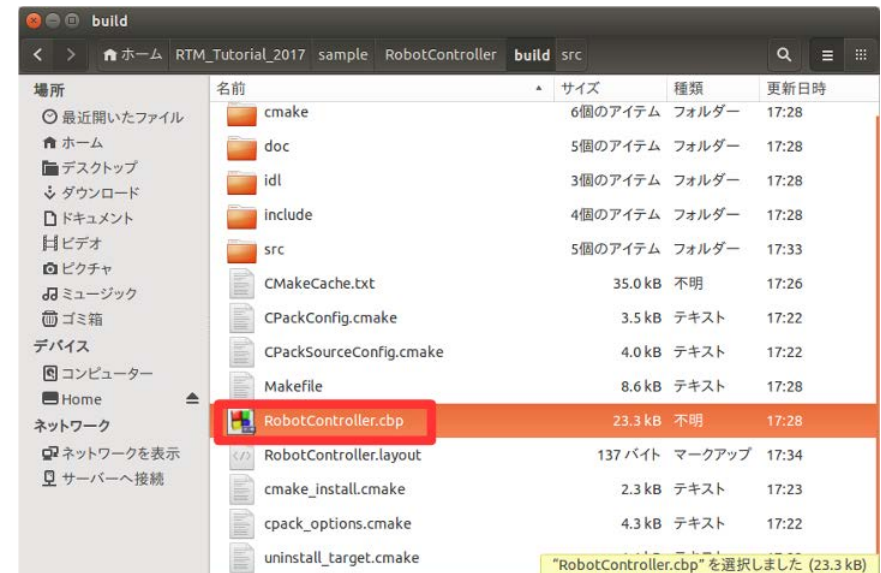 build
ホーム RTM_Tutorial_2017 sample RobotController build src
場所
最近開いたファイル
ホーム
デスクトップ
ダウンロード
ドキュメント
ビデオ
ピクチャ
ミュージック
ゴミ箱
デバイス
コンピューター
Home
ネットワーク
ネットワークを表示
サーバーへ接続
名前 サイズ 種類 更新日時
cmake 6個のアイテム フォルダー 17:28
doc 5個のアイテム フォルダー 17:28
idl 3個のアイテム フォルダー 17:28
include 4個のアイテム フォルダー 17:28
src 5個のアイテム フォルダー 17:33
CMakeCache.txt 35.0 kB 不明 17:26
CPackConfig.cmake 3.5 kB テキスト 17:22
CPackSourceConfig.cmake 4.0 kB テキスト 17:22
Makefile 8.6 kB テキスト 17:28
RobotController.cbp 23.3 kB 不明 17:28
RobotController.layout 137 バイト マークアップ 17:34
cmake_install.cmake 2.3 kB テキスト 17:23
cpack_options.cmake 4.3 kB テキスト 17:22
uninstall_target.cmake
"RobotController.cbp" を選択しました (23.3 kB)